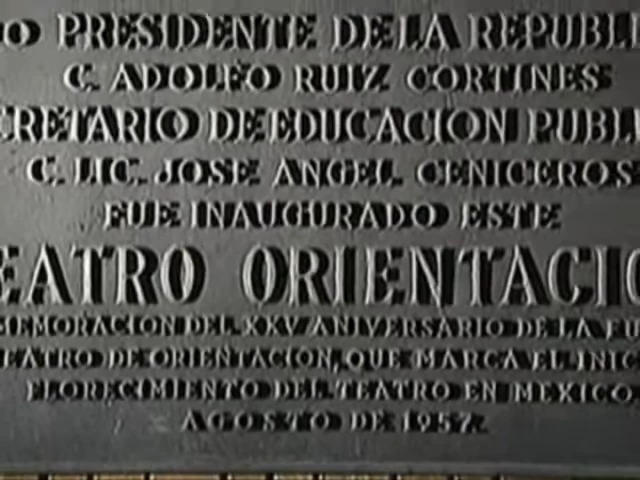 DO PRESIDENTE DE LA REPUBLI
C. ADOLFO RUIZ CORTINES
CRETARIO DE EDUCACION PUBLI
C. LIC. JOSE ANGEL CENICEROS
FUE INAUGURADO ESTE
EATRO ORIENTACIO
MEMORACION DEL XXV ANIVERSARIO DE LA FU
EATRO DE ORIENTACION, QUE MARCA EL INIC
FLORECIMIENTO DEL TEATRO EN MEXICO,
AGOSTO DE 1957.